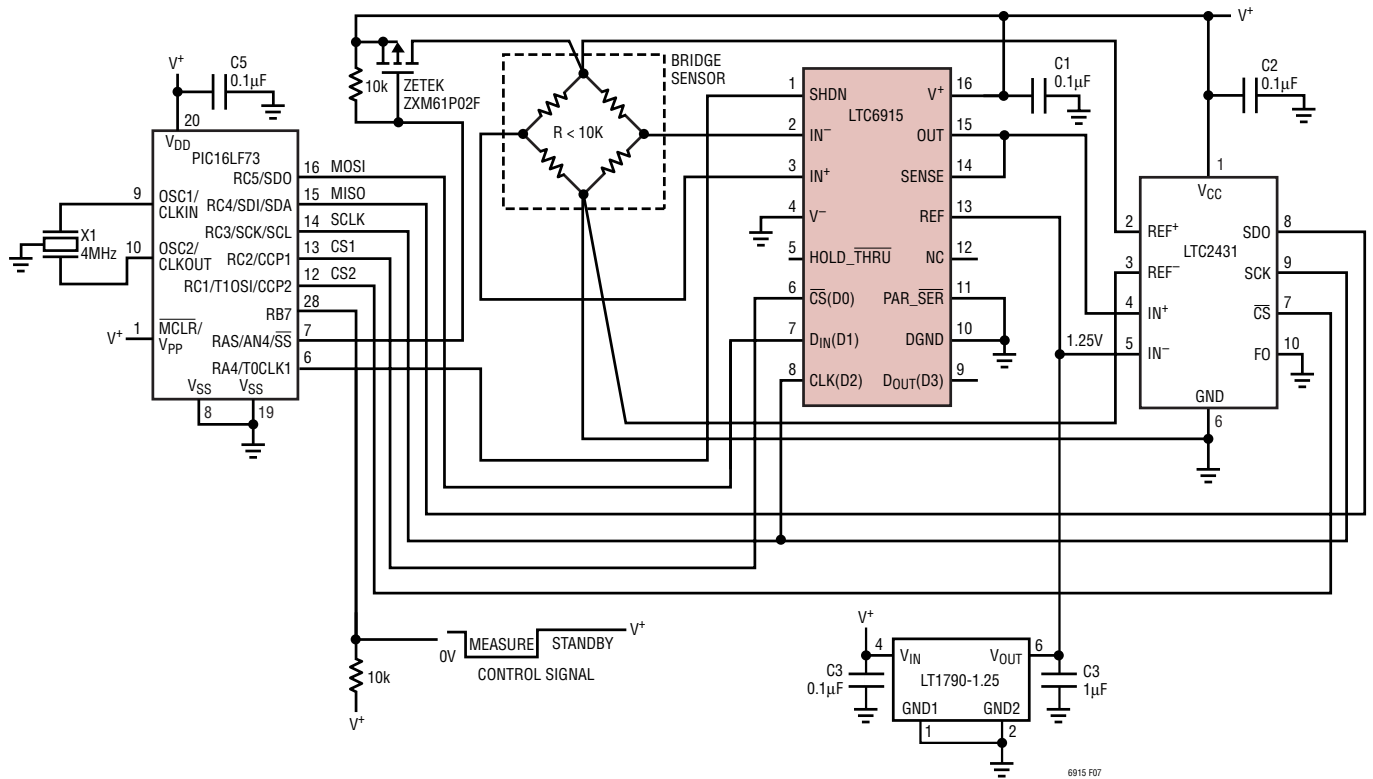 V+
V+
C5
0.1µF
10k
ZETEK
ZXM61P02F
BRIDGE
SENSOR
R < 10K
C1
0.1µF
C2
0.1µF
20
VDD
PIC16LF73
9
OSC1/
CLKIN
10
OSC2/
CLKOUT
X1
4MHz
V+
1
MCLR/
VPP
RC5/SDO
16
MOSI
RC4/SDI/SDA
15
MISO
RC3/SCK/SCL
14
SCLK
RC2/CCP1
13
CS1
RC1/T1OSI/CCP2
12
CS2
RB7
28
RAS/AN4/SS
7
RA4/T0CLK1
6
VSS
VSS
8
19
LTC6915
1
SHDN
2
IN−
3
IN+
4
V−
5
HOLD_THRU
6
CS(D0)
7
DIN(D1)
8
CLK(D2)
V+
16
OUT
15
SENSE
14
REF
13
NC
12
PAR_SER
11
DGND
10
DOUT(D3)
9
1.25V
1
VCC
LTC2431
2
REF+
3
REF−
4
IN+
5
IN−
SDO
8
SCK
9
CS
7
FO
10
GND
6
0V
MEASURE
STANDBY
V+
CONTROL SIGNAL
10k
V+
V+
4
VIN
VOUT
6
LT1790-1.25
C3
0.1µF
C3
1µF
GND1
GND2
1
2
6915 F07